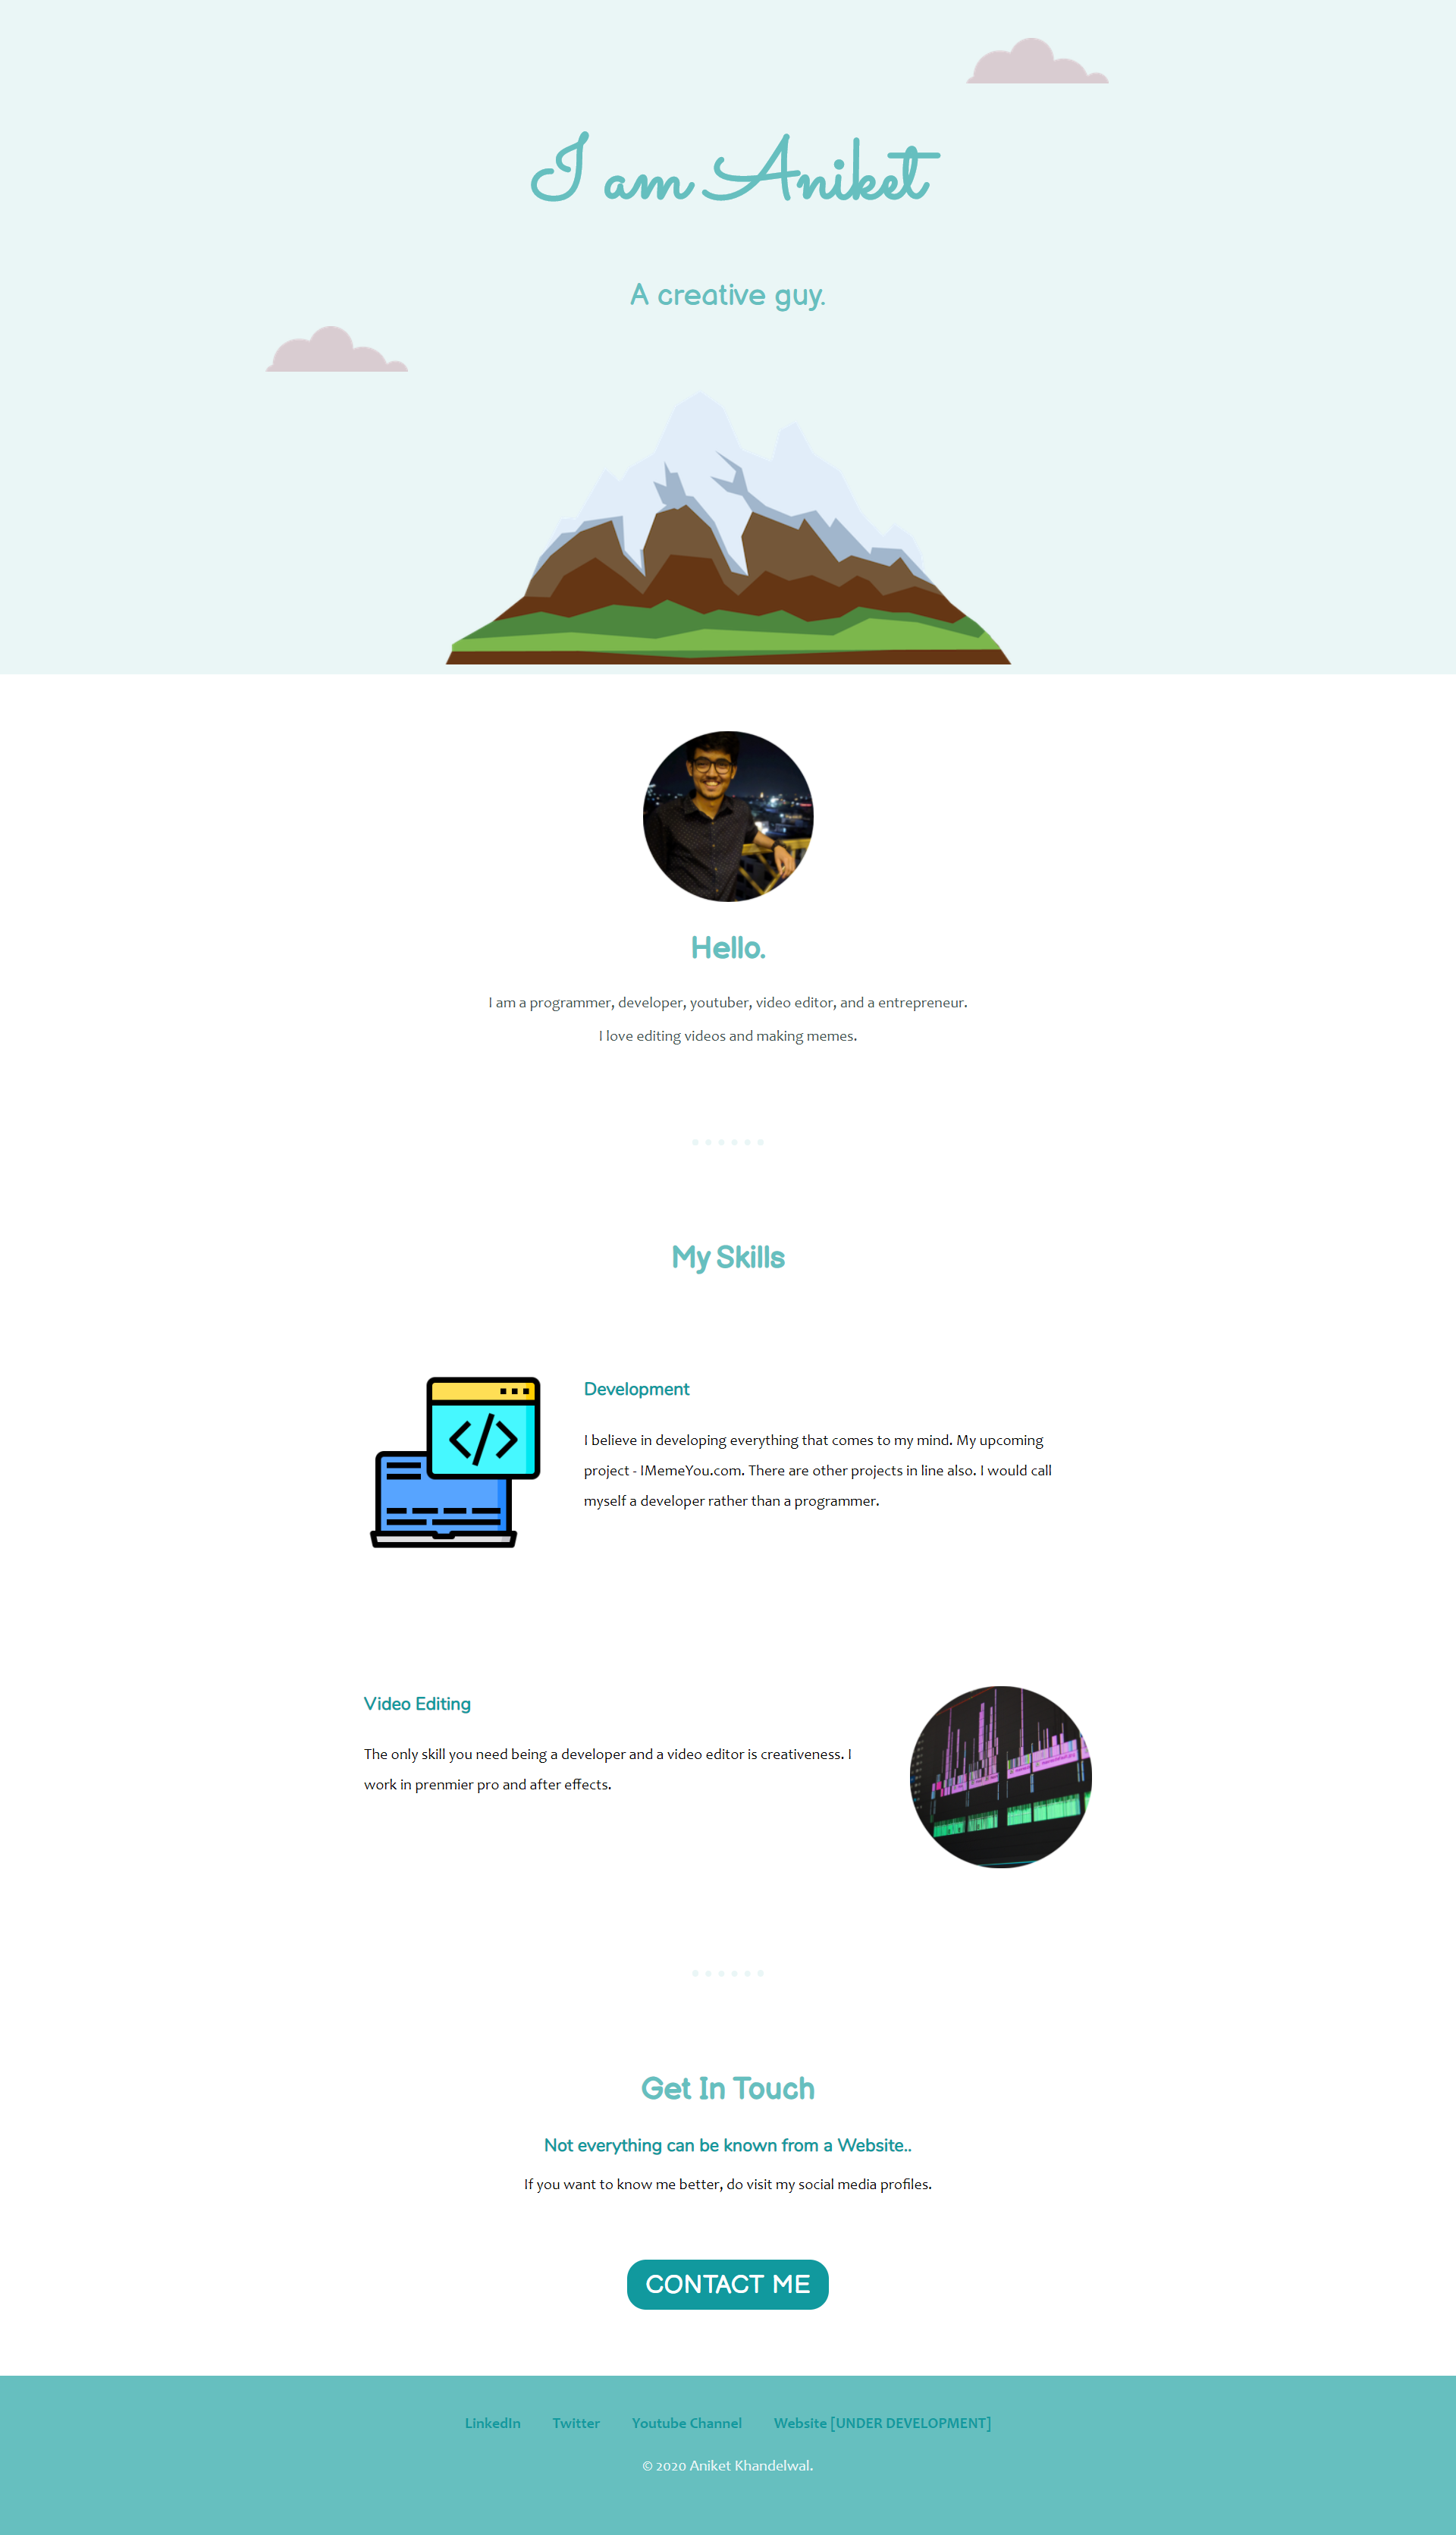 I am Aniket
A creative guy.
Hello.
I am a programmer, developer, youtuber, video editor, and a entrepreneur.
I love editing videos and making memes.
My Skills
Development
I believe in developing everything that comes to my mind. My upcoming
project - IMemeYou.com. There are other projects in line also. I would call
myself a developer rather than a programmer.
Video Editing
The only skill you need being a developer and a video editor is creativeness. I
work in prenmier pro and after effects.
Get In Touch
Not everything can be known from a Website..
If you want to know me better, do visit my social media profiles.
CONTACT ME
LinkedIn Twitter Youtube Channel Website [UNDER DEVELOPMENT]
© 2020 Aniket Khandelwal.